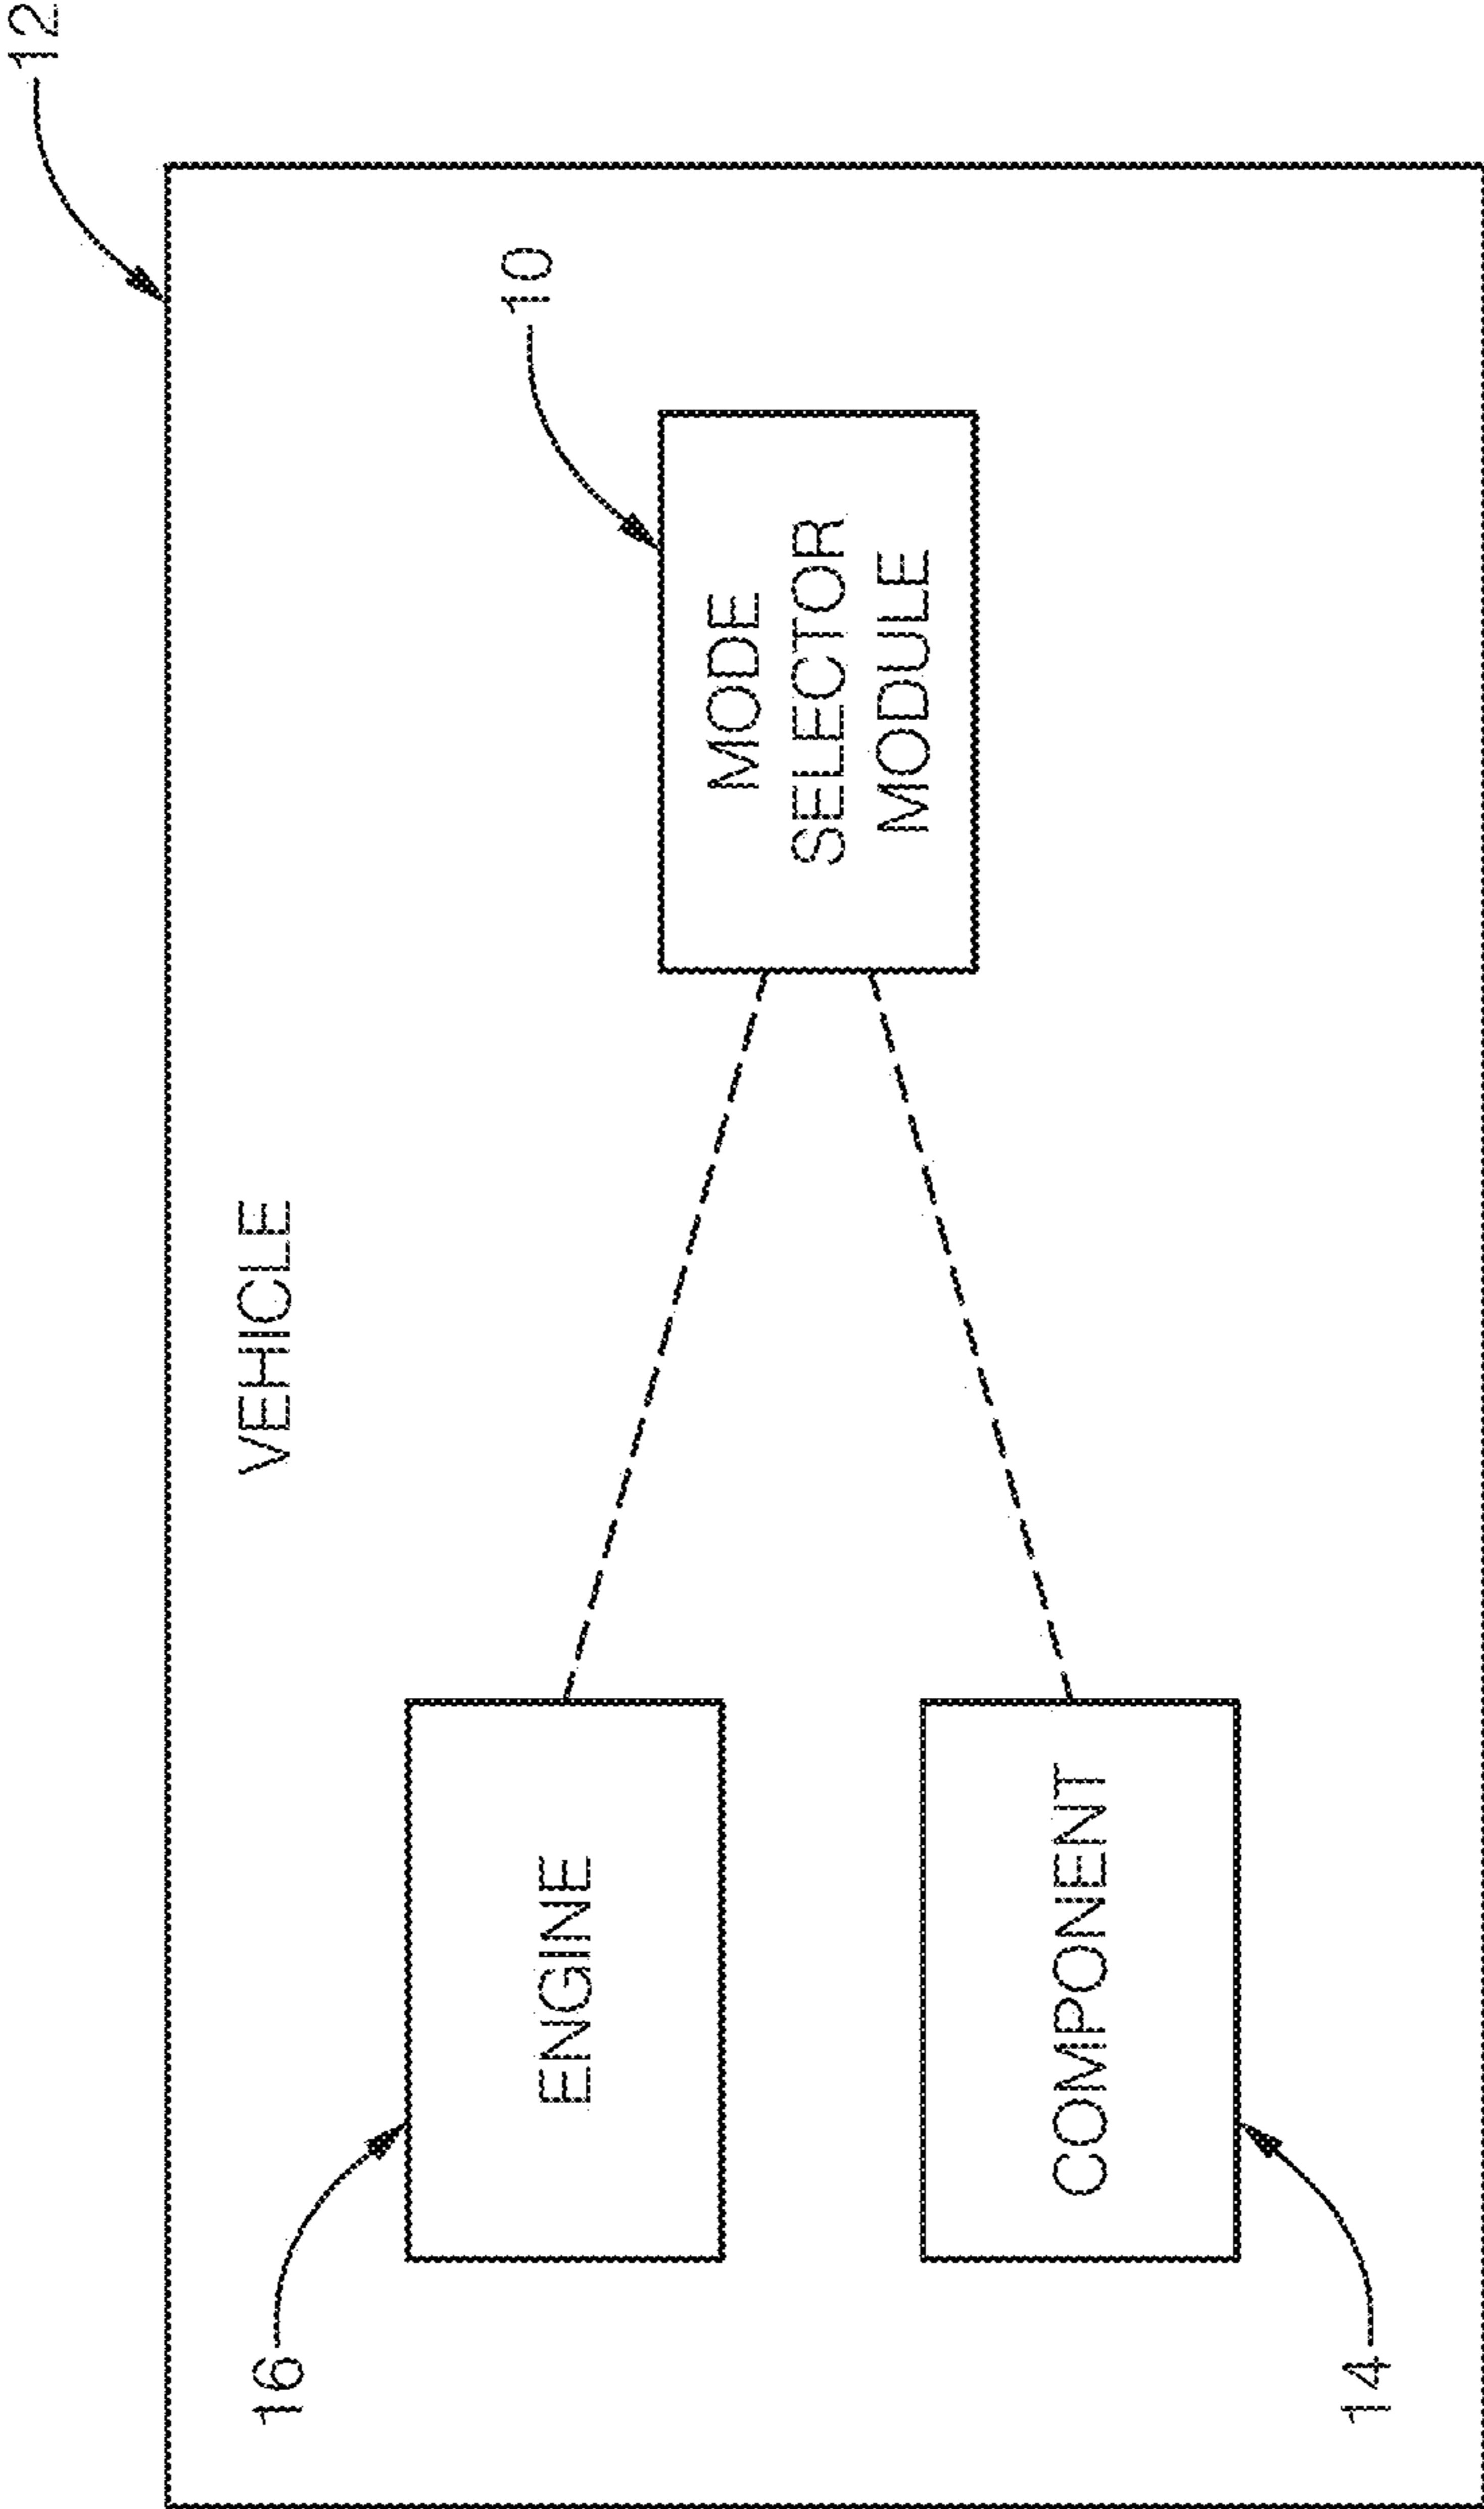 12
VEHICLE
10
16
ENGINE
MODE
SELECTOR
MODULE
COMPONENT
14